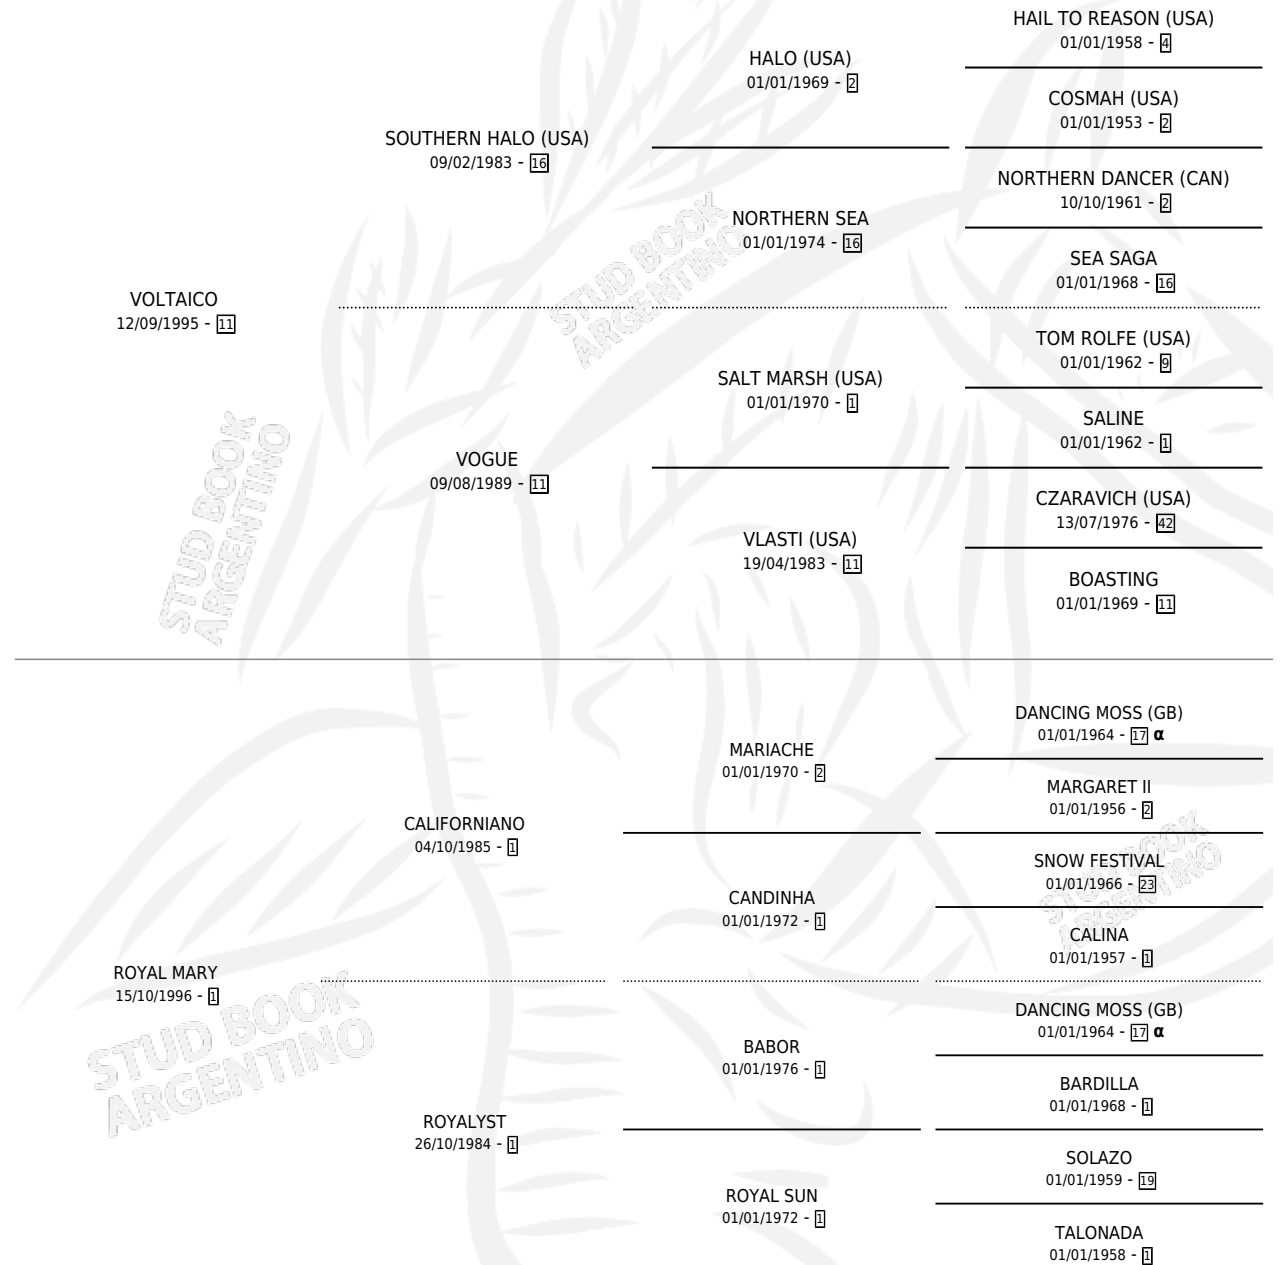 HAIL TO REASON (USA)
01/01/1958 - 4
HALO (USA)
01/01/1969 - 2
COSMAH (USA)
01/01/1953 - 2
SOUTHERN HALO (USA)
09/02/1983 - 16
NORTHERN DANCER (CAN)
10/10/1961 - 2
NORTHERN SEA
01/01/1974 - 16
SEA SAGA
01/01/1968 - 16
STUD BOOK
ARGENTINO
VOLTAICO
12/09/1995 - 11
TOM ROLFE (USA)
01/01/1962 - 9
SALT MARSH (USA)
01/01/1970 - 1
SALINE
01/01/1962 - 1
VOGUE
09/08/1989 - 11
CZARAVICH (USA)
13/07/1976 - 42
VLASTI (USA)
19/04/1983 - 11
BOASTING
01/01/1969 - 11
STUD BOOK
ARGENTINO
DANCING MOSS (GB)
01/01/1964 - 17 α
MARIACHE
01/01/1970 - 2
MARGARET II
01/01/1956 - 2
CALIFORNIANO
04/10/1985 - 1
SNOW FESTIVAL
01/01/1966 - 23
CANDINHA
01/01/1972 - 1
CALINA
01/01/1957 - 1
STUD BOOK
ARGENTINO
ROYAL MARY
15/10/1996 - 1
DANCING MOSS (GB)
01/01/1964 - 17 α
BABOR
01/01/1976 - 1
BARDILLA
01/01/1968 - 1
ROYALYST
26/10/1984 - 1
SOLAZO
01/01/1959 - 19
ROYAL SUN
01/01/1972 - 1
TALONADA
01/01/1958 - 1
STUD BOOK
ARGENTINO